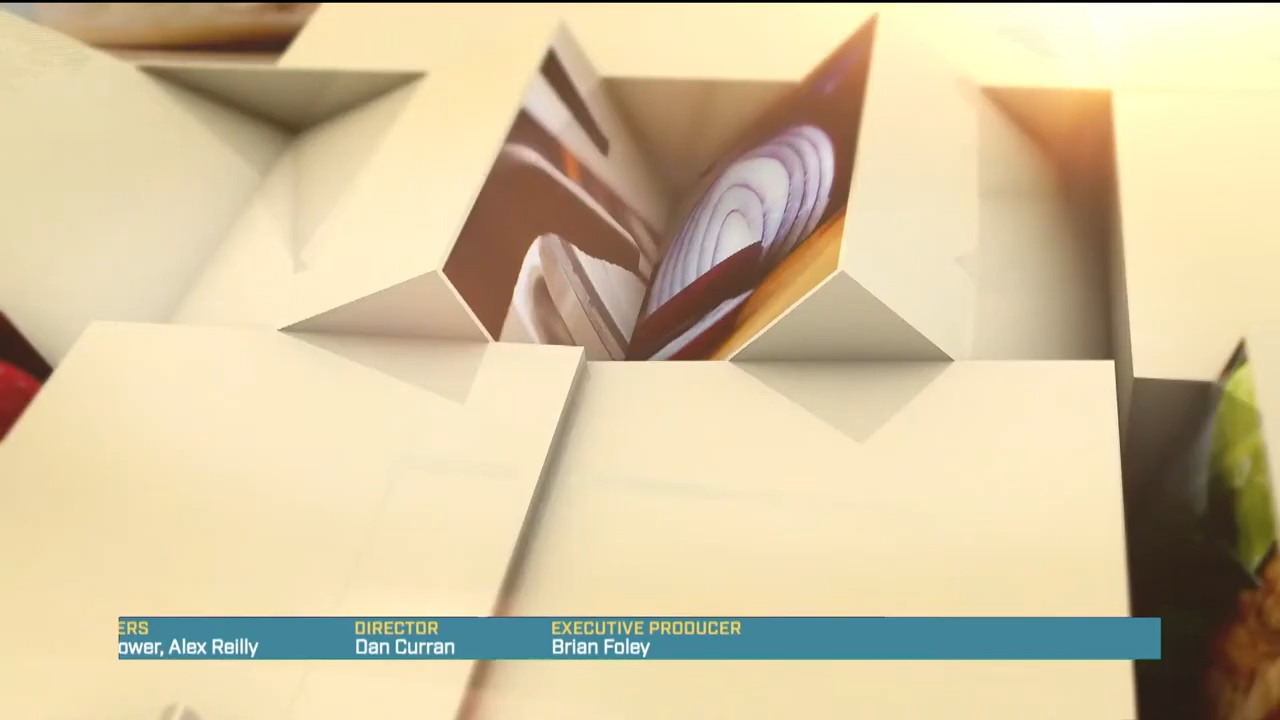 ERS DIRECTOR EXECUTIVE PRODUCER
ower, Alex Reilly Dan Curran Brian Foley